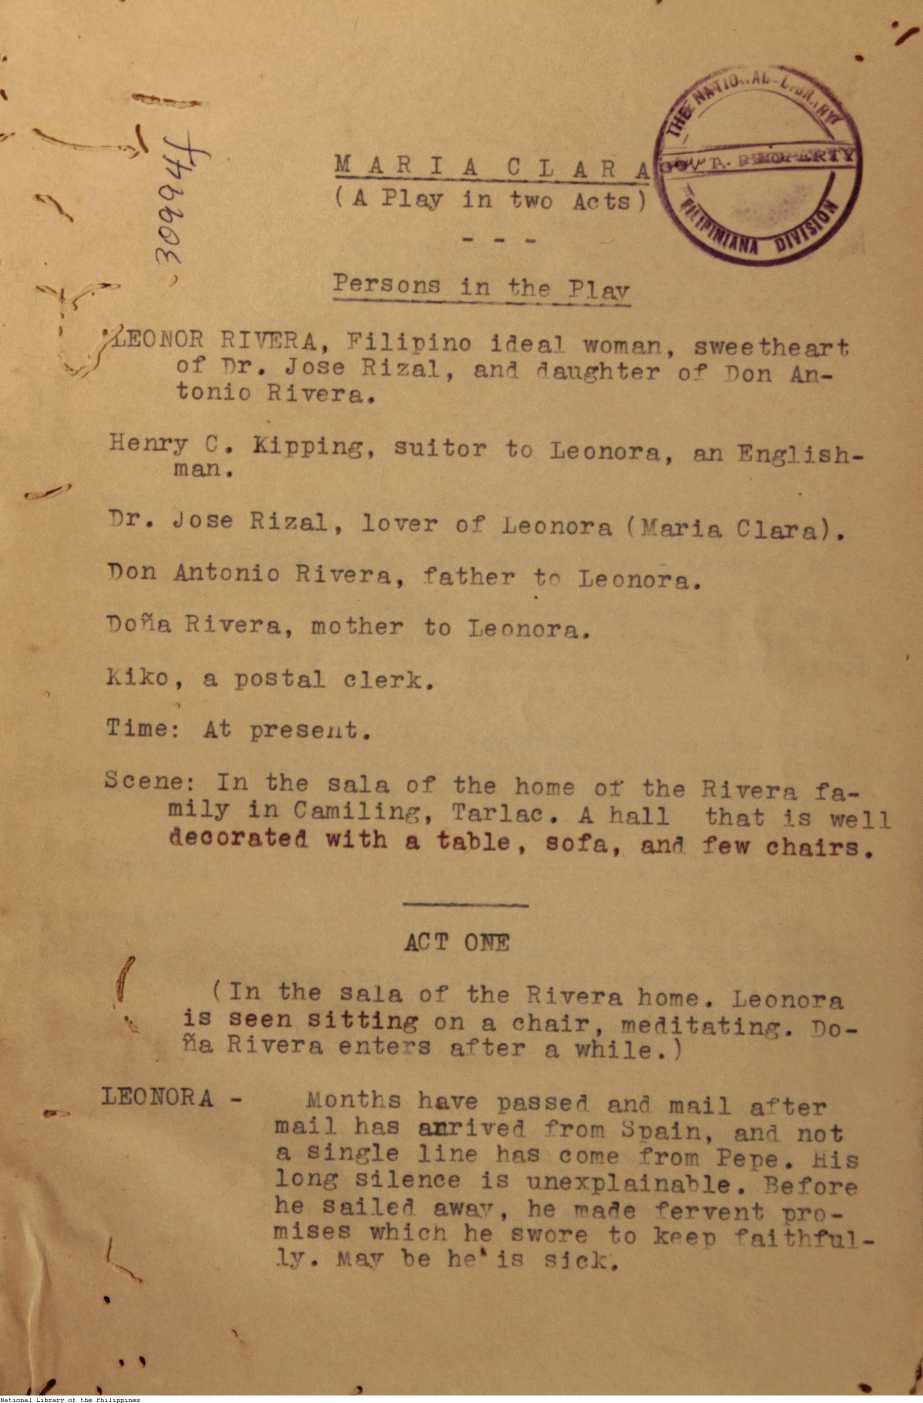 THE NATIONAL LIBRARY
GOV'T. PROPERTY
FILIPINIANA DIVISION
M A R I A C L A R A
(A Play in two Acts)
- - -
Persons in the Play
LEONOR RIVERA, Filipino ideal woman, sweetheart
of Dr. Jose Rizal, and daughter of Don An-
tonio Rivera.
Henry C. Kipping, suitor to Leonora, an English-
man.
Dr. Jose Rizal, lover of Leonora (Maria Clara).
Don Antonio Rivera, father to Leonora.
Doña Rivera, mother to Leonora.
Kiko, a postal clerk.
Time: At present.
Scene: In the sala of the home of the Rivera fa-
mily in Camiling, Tarlac. A hall that is well
decorated with a table, sofa, and few chairs.
ACT ONE
(In the sala of the Rivera home. Leonora
is seen sitting on a chair, meditating. Do-
ña Rivera enters after a while.)
LEONORA - Months have passed and mail after
mail has arrived from Spain, and not
a single line has come from Pepe. His
long silence is unexplainable. Before
he sailed away, he made fervent pro-
mises which he swore to keep faithful-
ly. May be he is sick.
National Library of the Philippines